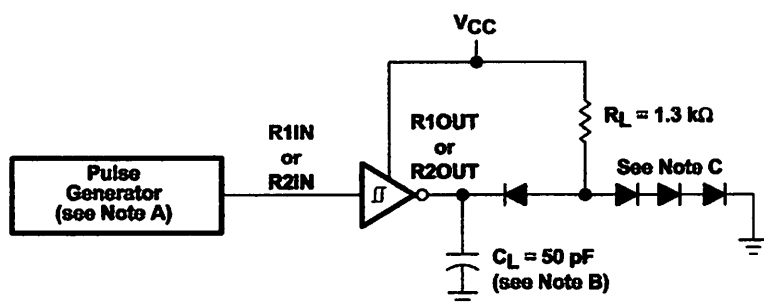 VCC
RL = 1.3 kΩ
R1IN
or
R2IN
R1OUT
or
R2OUT
See Note C
Pulse
Generator
(see Note A)
CL = 50 pF
(see Note B)